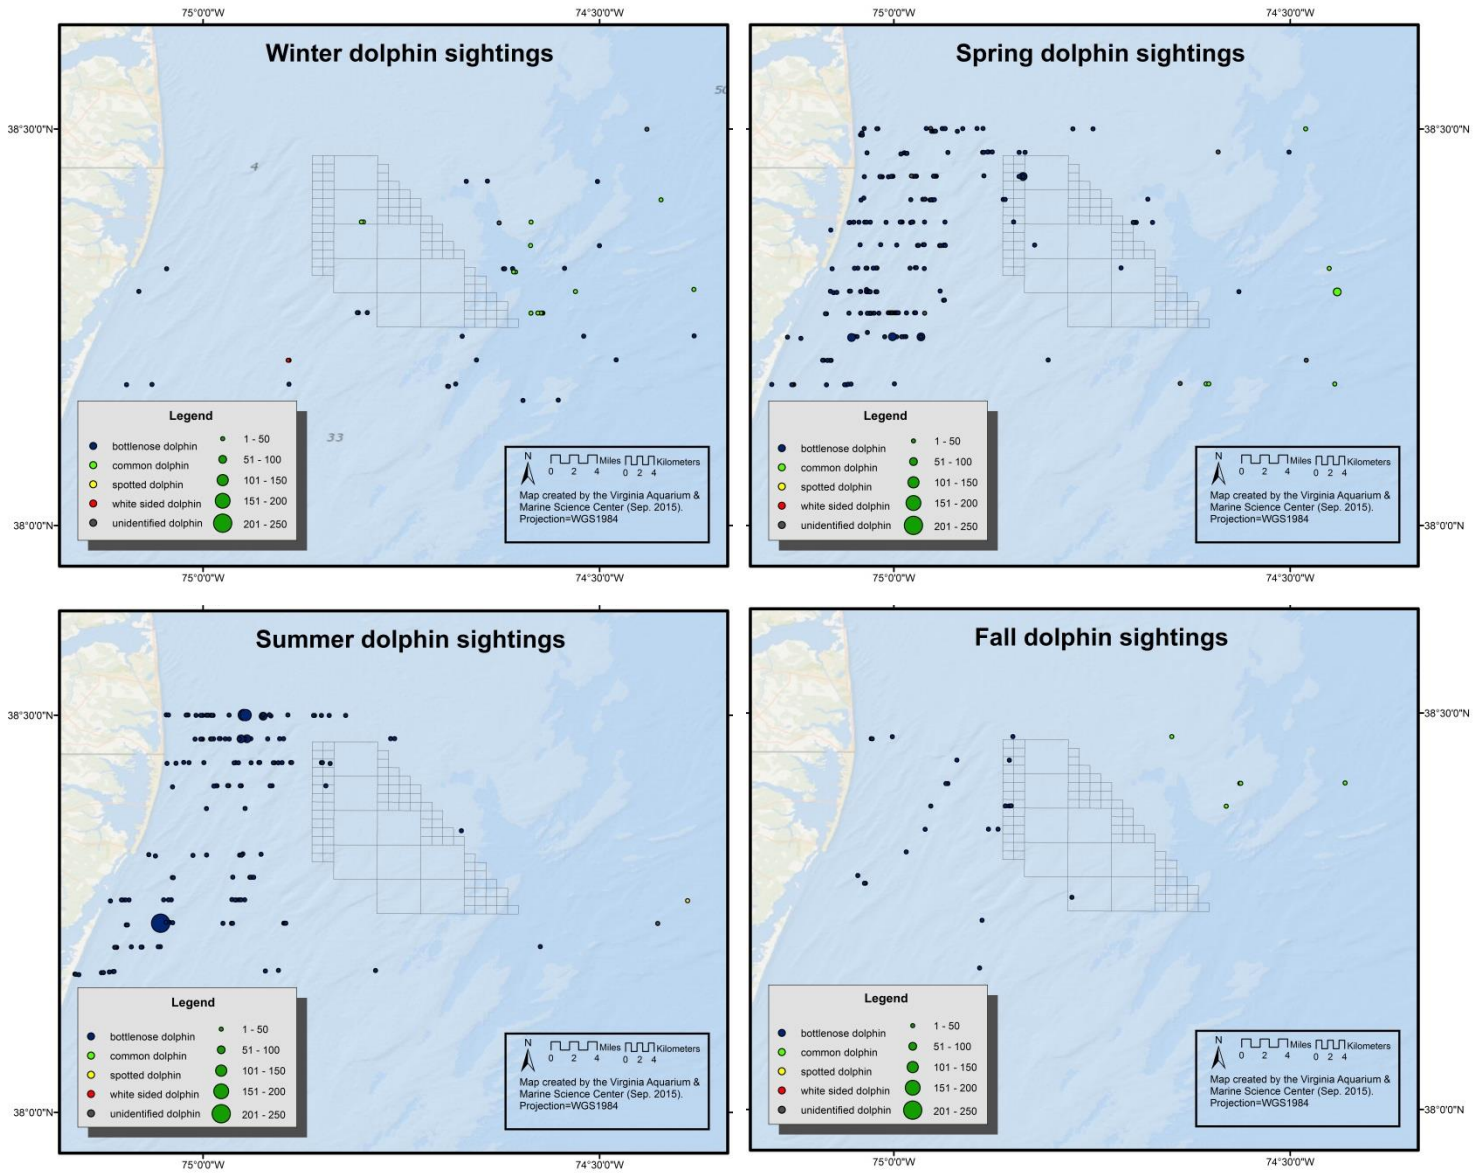 75°0'0"W
74°30'0"W
75°0'0"W
74°30'0"W
Winter dolphin sightings
Spring dolphin sightings
50
38°30'0"N
38°30'0"N
4
33
Legend
bottlenose dolphin
common dolphin
spotted dolphin
white sided dolphin
unidentified dolphin
1 - 50
51 - 100
101 - 150
151 - 200
201 - 250
N
Miles
Kilometers
0 2 4
0 2 4
Map created by the Virginia Aquarium &
Marine Science Center (Sep. 2015).
Projection=WGS1984
Legend
bottlenose dolphin
common dolphin
spotted dolphin
white sided dolphin
unidentified dolphin
1 - 50
51 - 100
101 - 150
151 - 200
201 - 250
N
Miles
Kilometers
0 2 4
0 2 4
Map created by the Virginia Aquarium &
Marine Science Center (Sep. 2015).
Projection=WGS1984
38°0'0"N
38°0'0"N
75°0'0"W
74°30'0"W
75°0'0"W
74°30'0"W
Summer dolphin sightings
Fall dolphin sightings
38°30'0"N
38°30'0"N
Legend
bottlenose dolphin
common dolphin
spotted dolphin
white sided dolphin
unidentified dolphin
1 - 50
51 - 100
101 - 150
151 - 200
201 - 250
N
Miles
Kilometers
0 2 4
0 2 4
Map created by the Virginia Aquarium &
Marine Science Center (Sep. 2015).
Projection=WGS1984
Legend
bottlenose dolphin
common dolphin
spotted dolphin
white sided dolphin
unidentified dolphin
1 - 50
51 - 100
101 - 150
151 - 200
201 - 250
N
Miles
Kilometers
0 2 4
0 2 4
Map created by the Virginia Aquarium &
Marine Science Center (Sep. 2015).
Projection=WGS1984
38°0'0"N
38°0'0"N
75°0'0"W
74°30'0"W
75°0'0"W
74°30'0"W